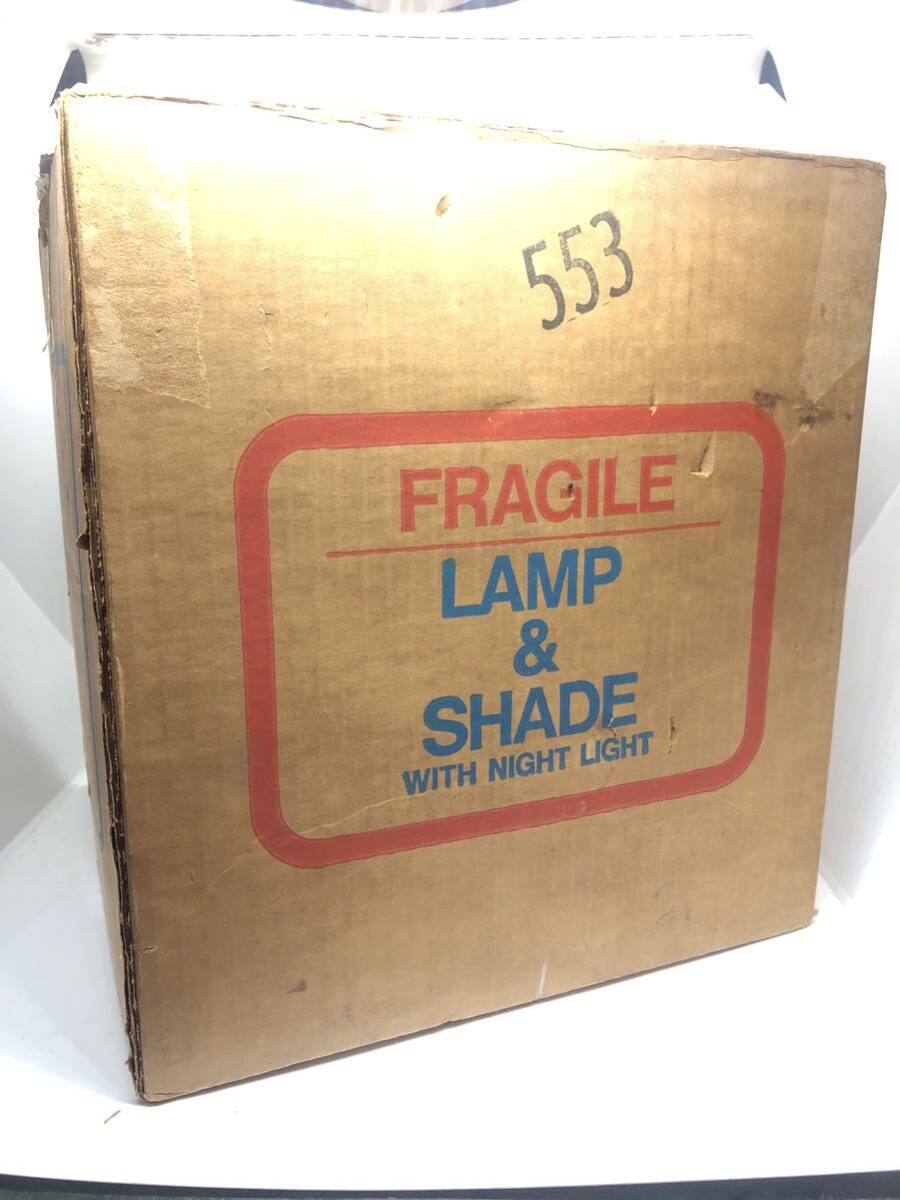 553
FRAGILE
LAMP
&
SHADE
WITH NIGHT LIGHT